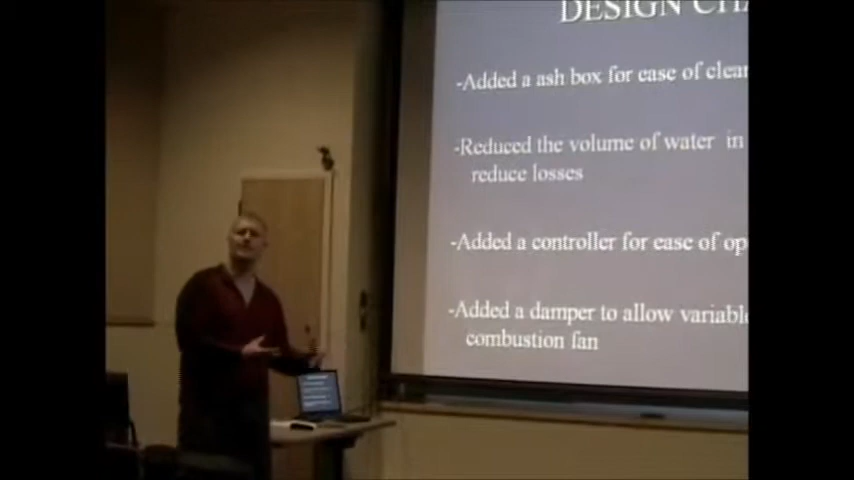 DESIGN CHA
-Added a ash box for ease of clean
-Reduced the volume of water in
reduce losses
-Added a controller for ease of op
-Added a damper to allow variabl
combustion fan